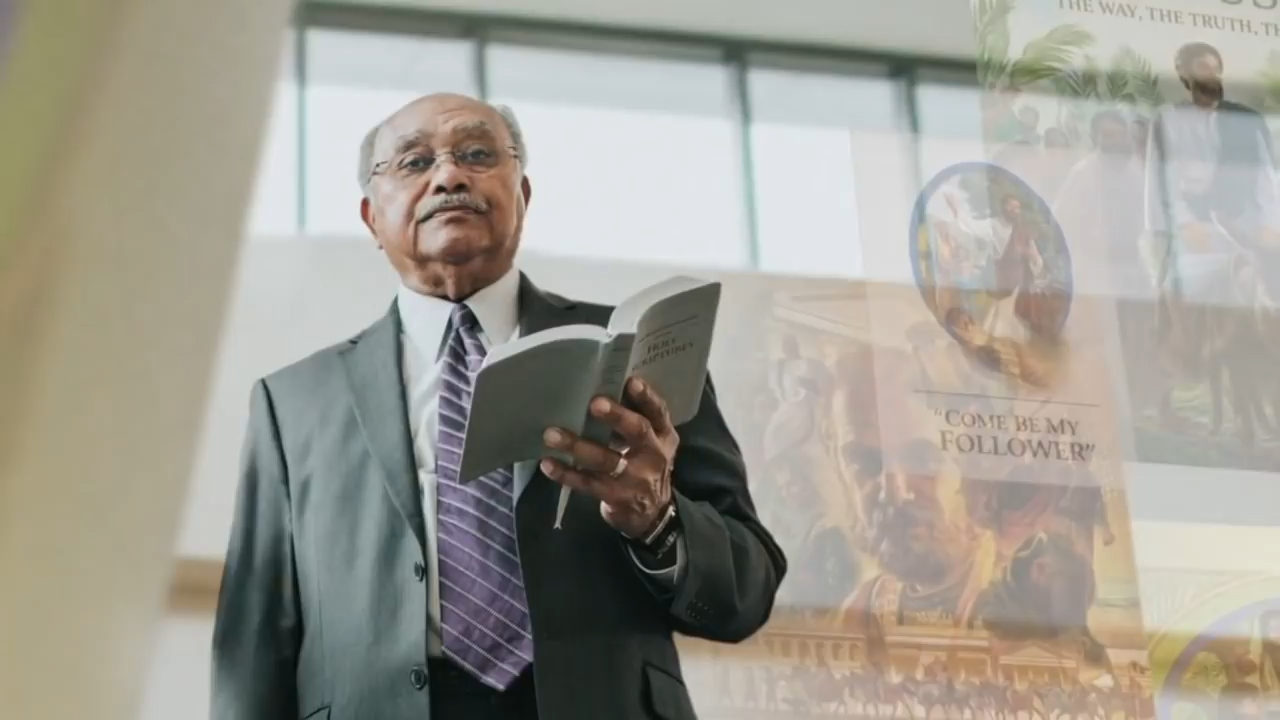 THE WAY, THE TRUTH,
HOLY
SCRIPTURES
"COME BE MY
FOLLOWER"